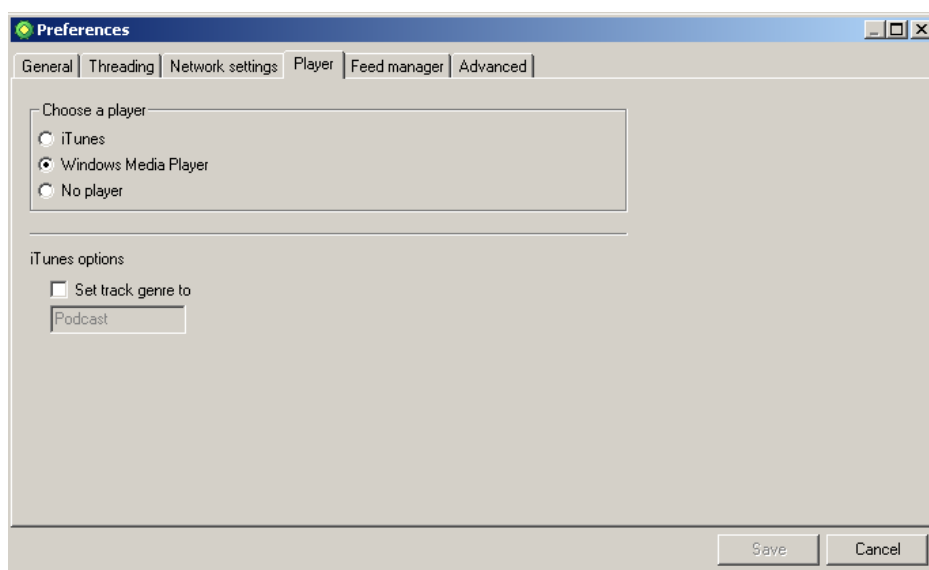 Preferences
General Threading Network settings Player Feed manager Advanced
Choose a player
iTunes
Windows Media Player
No player
iTunes options
Set track genre to
Podcast
Save Cancel